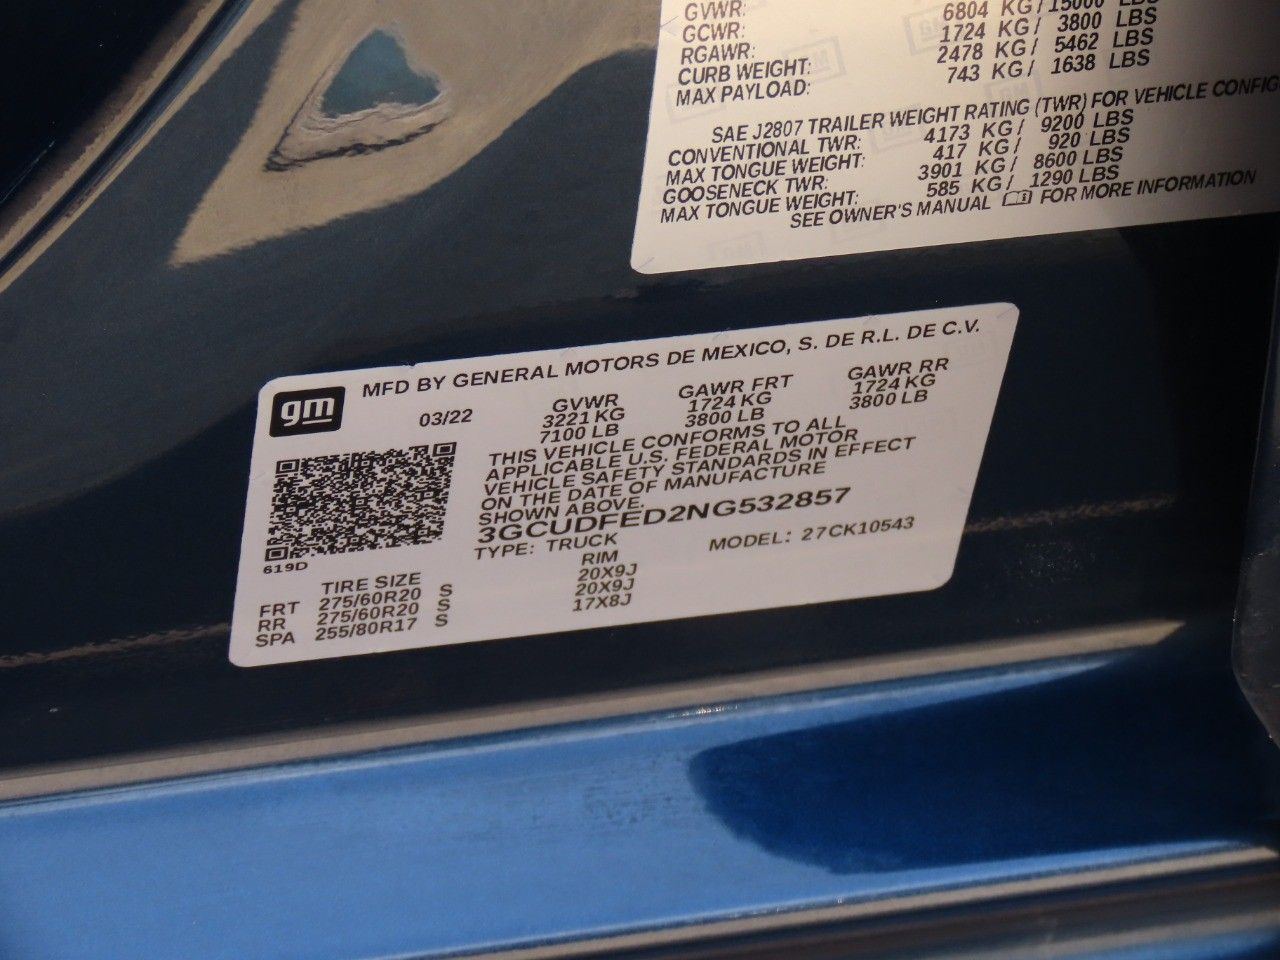 GVWR:
GCWR: 6804 KG/ 15000 LBS
RGAWR: 1724 KG/ 3800 LBS
CURB WEIGHT: 2478 KG/ 5462 LBS
MAX PAYLOAD: 743 KG/ 1638 LBS
SAE J2807 TRAILER WEIGHT RATING (TWR) FOR VEHICLE CONFIG
CONVENTIONAL TWR: 4173 KG/ 9200 LBS
MAX TONGUE WEIGHT: 417 KG/ 920 LBS
GOOSENECK TWR: 3901 KG/ 8600 LBS
MAX TONGUE WEIGHT: 585 KG/ 1290 LBS
SEE OWNER'S MANUAL FOR MORE INFORMATION
gm
MFD BY GENERAL MOTORS DE MEXICO, S. DE R.L. DE C.V.
03/22 GVWR GAWR FRT GAWR RR
3221 KG 1724 KG 1724 KG
7100 LB 3800 LB 3800 LB
THIS VEHICLE CONFORMS TO ALL
APPLICABLE U.S. FEDERAL MOTOR
VEHICLE SAFETY STANDARDS IN EFFECT
ON THE DATE OF MANUFACTURE
SHOWN ABOVE.
3GCUDFED2NG532857
TYPE: TRUCK MODEL: 27CK10543
619D
TIRE SIZE RIM
FRT 275/60R20 S 20X9J
RR 275/60R20 S 20X9J
SPA 255/80R17 S 17X8J